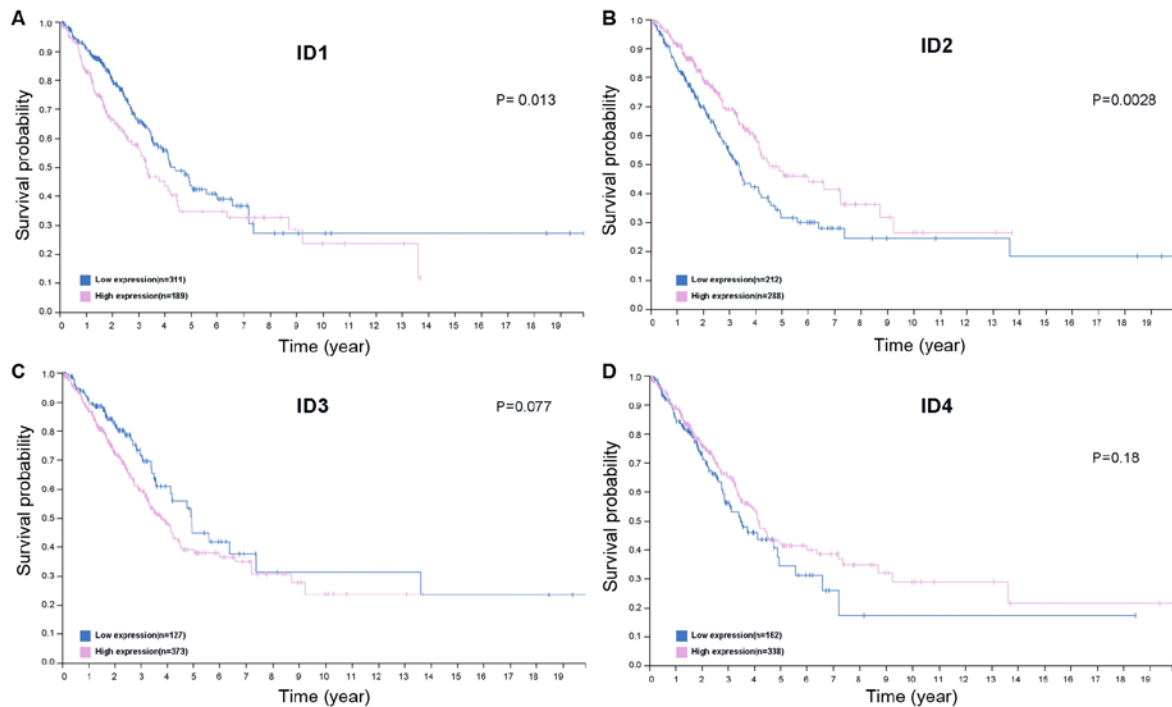 A
ID1
P= 0.013
Survival probability
1.0
0.9
0.8
0.7
0.6
0.5
0.4
0.3
0.2
0.1
0.0
Low expression(n=311)
High expression(n=189)
0 1 2 3 4 5 6 7 8 9 10 11 12 13 14 15 16 17 18 19
Time (year)
B
ID2
P=0.0028
Survival probability
1.0
0.9
0.8
0.7
0.6
0.5
0.4
0.3
0.2
0.1
0.0
Low expression(n=212)
High expression(n=288)
0 1 2 3 4 5 6 7 8 9 10 11 12 13 14 15 16 17 18 19
Time (year)
C
ID3
P=0.077
Survival probability
1.0
0.9
0.8
0.7
0.6
0.5
0.4
0.3
0.2
0.1
0.0
Low expression(n=127)
High expression(n=373)
0 1 2 3 4 5 6 7 8 9 10 11 12 13 14 15 16 17 18 19
Time (year)
D
ID4
P=0.18
Survival probability
1.0
0.9
0.8
0.7
0.6
0.5
0.4
0.3
0.2
0.1
0.0
Low expression(n=162)
High expression(n=338)
0 1 2 3 4 5 6 7 8 9 10 11 12 13 14 15 16 17 18 19
Time (year)